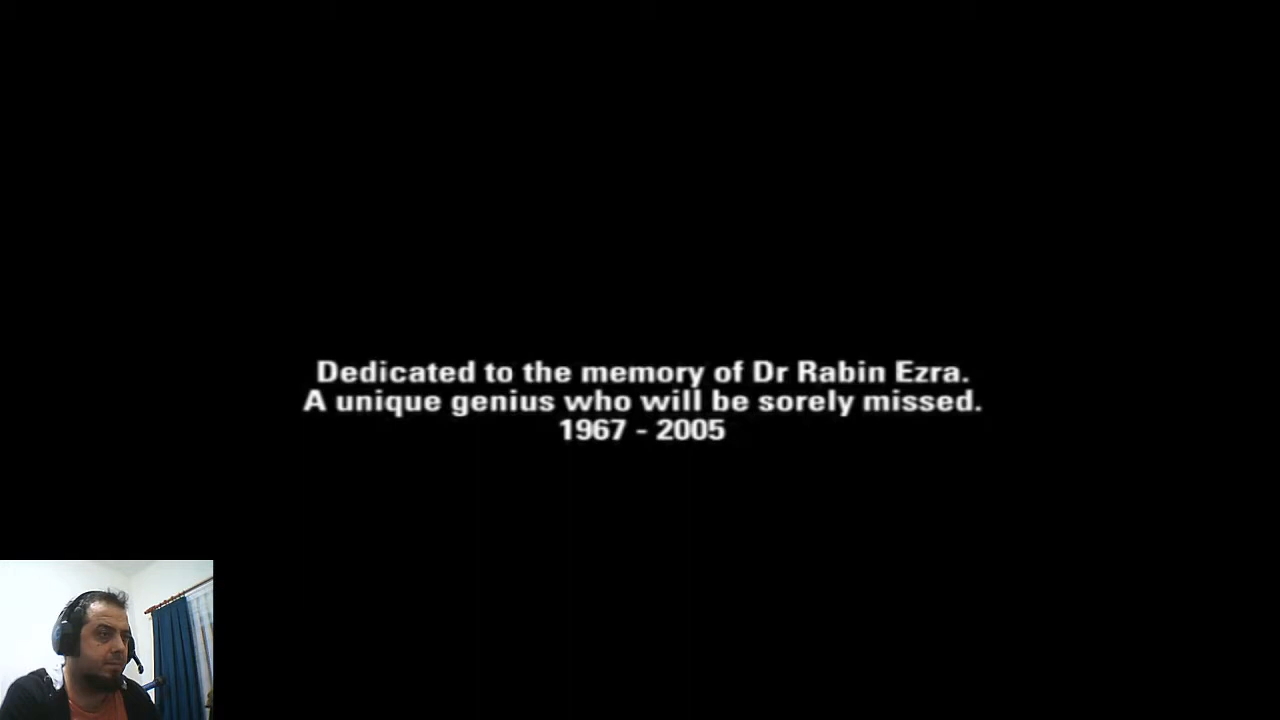 Dedicated to the memory of Dr Rabin Ezra.
A unique genius who will be sorely missed.
1967 - 2005